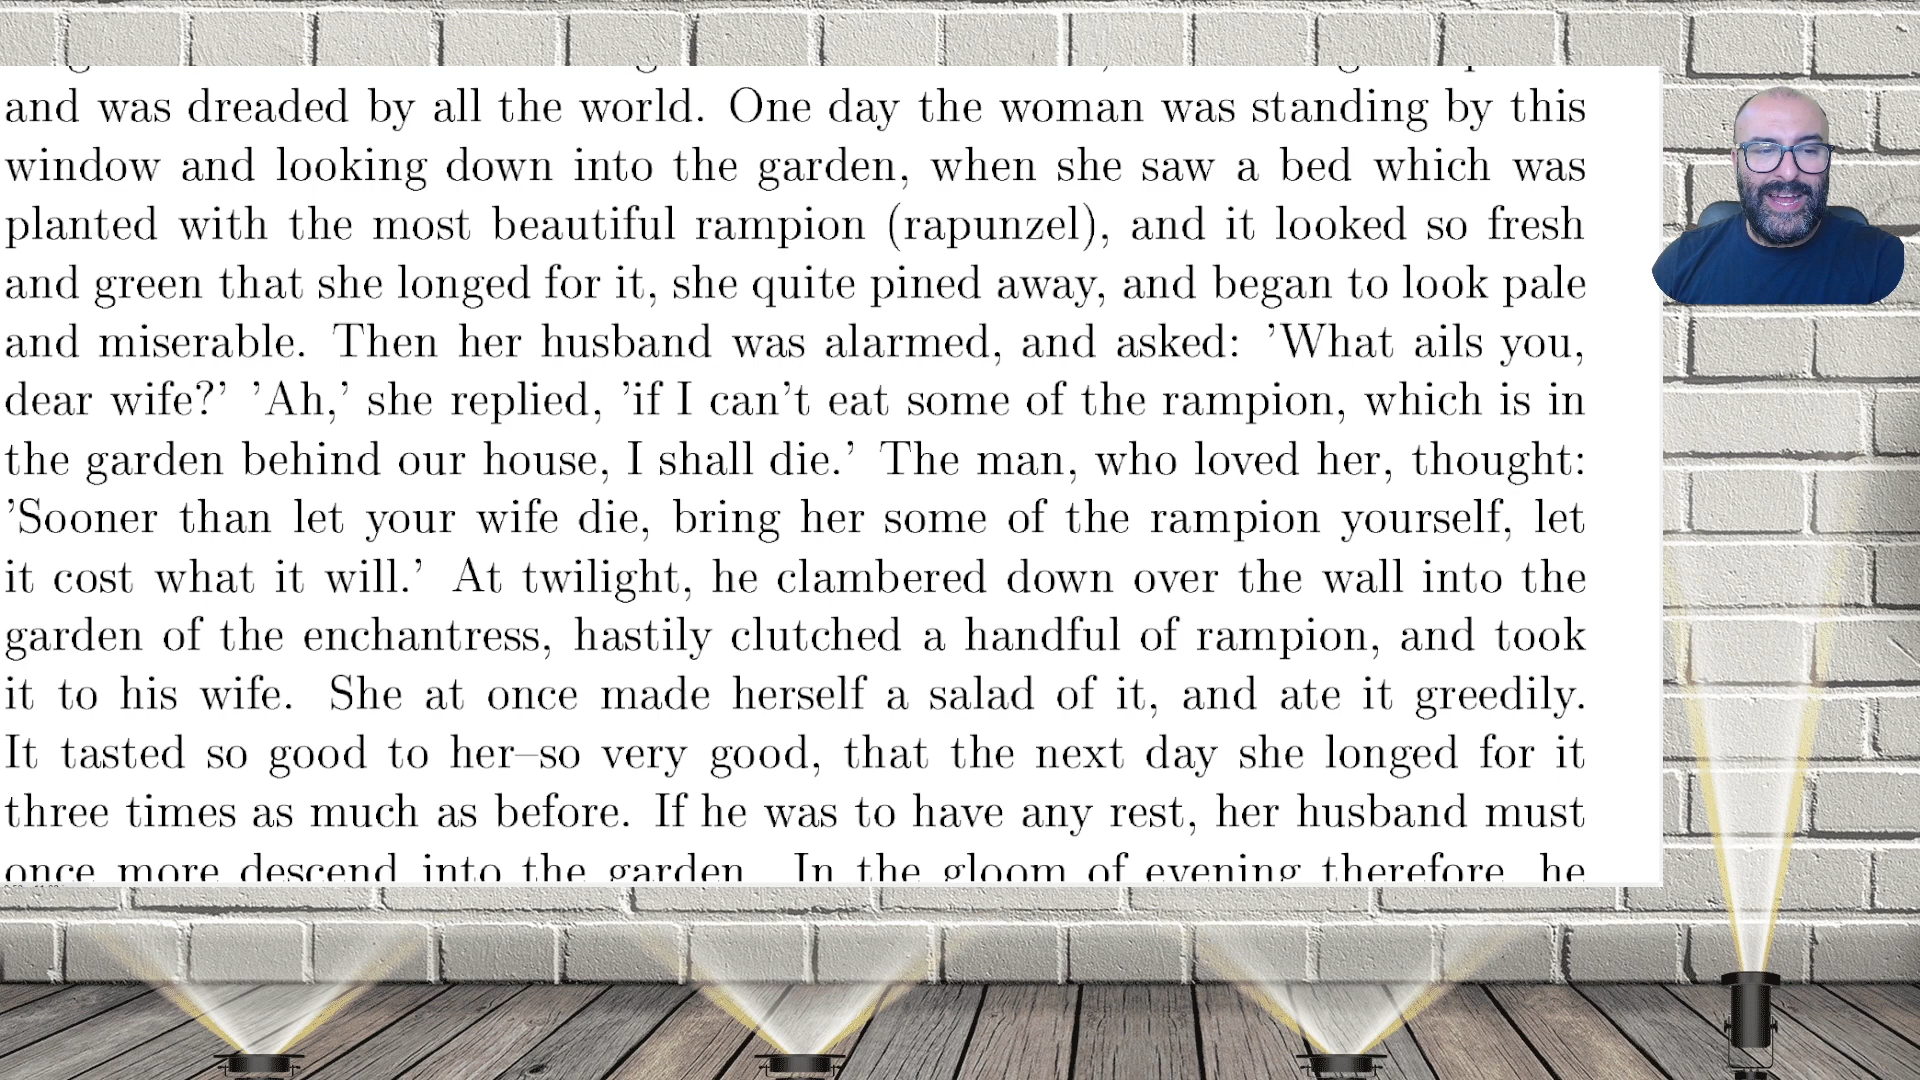 and was dreaded by all the world. One day the woman was standing by this
window and looking down into the garden, when she saw a bed which was
planted with the most beautiful rampion (rapunzel), and it looked so fresh
and green that she longed for it, she quite pined away, and began to look pale
and miserable. Then her husband was alarmed, and asked: ’What ails you,
dear wife?’ ’Ah,’ she replied, ’if I can’t eat some of the rampion, which is in
the garden behind our house, I shall die.’ The man, who loved her, thought:
’Sooner than let your wife die, bring her some of the rampion yourself, let
it cost what it will.’ At twilight, he clambered down over the wall into the
garden of the enchantress, hastily clutched a handful of rampion, and took
it to his wife. She at once made herself a salad of it, and ate it greedily.
It tasted so good to her–so very good, that the next day she longed for it
three times as much as before. If he was to have any rest, her husband must
once more descend into the garden. In the gloom of evening therefore, he